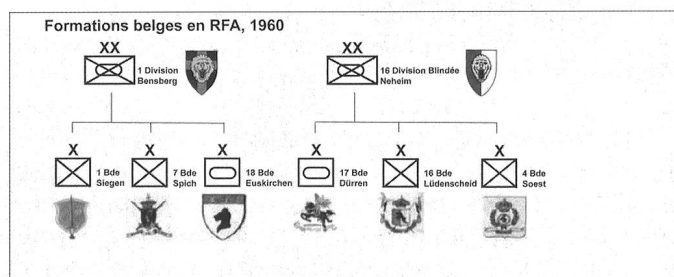 Formations belges en RFA, 1960
XX
XX
1 Division
Bensberg
16 Division Blindée
Neheim
X
X
X
X
X
X
1 Bde
Siegen
7 Bde
Spich
18 Bde
Euskirchen
17 Bde
Dürren
16 Bde
Lüdenscheid
4 Bde
Soest